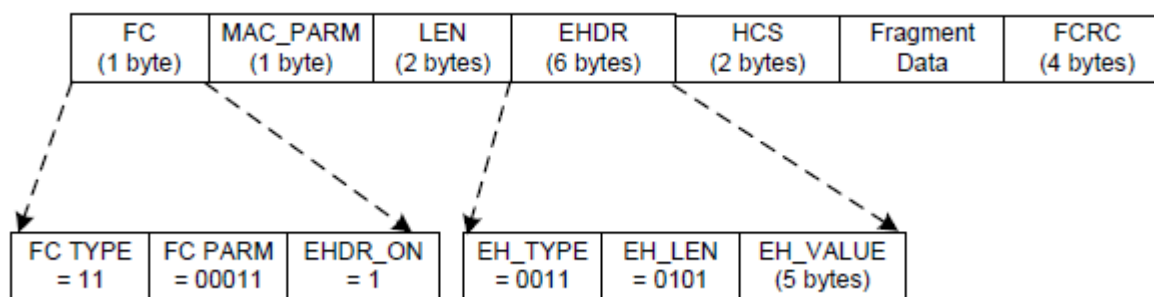 FC MAC_PARM LEN EHDR HCS Fragment FCRC
(1 byte) (1 byte) (2 bytes) (6 bytes) (2 bytes) Data (4 bytes)
FC TYPE FC PARM EHDR_ON EH_TYPE EH_LEN EH_VALUE
= 11 = 00011 = 1 = 0011 = 0101 (5 bytes)